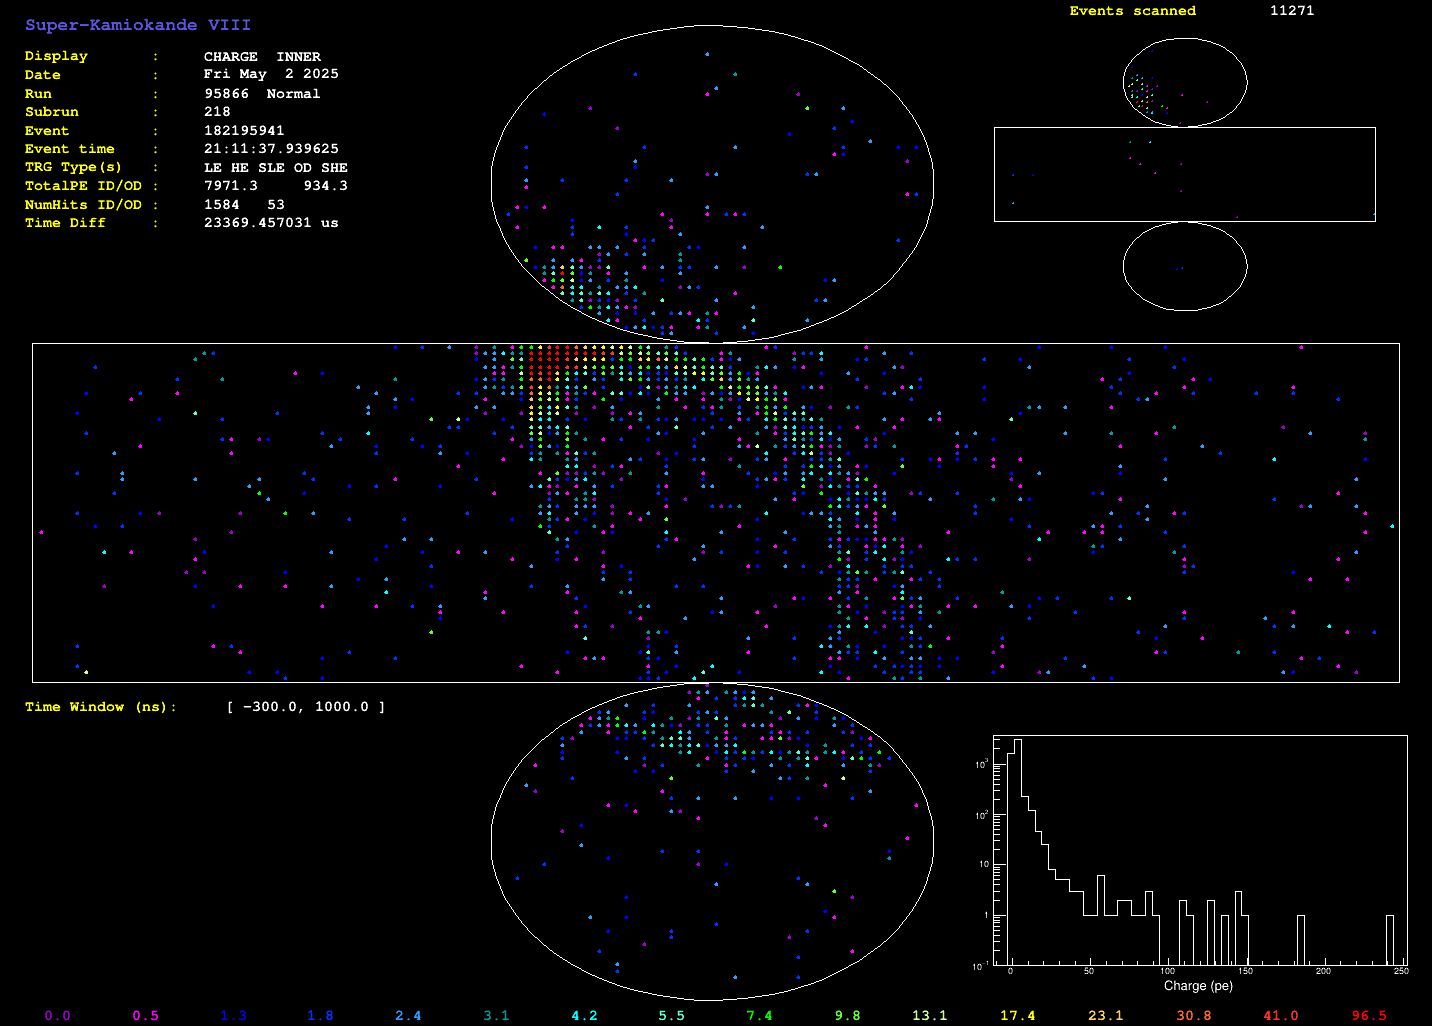 Super-Kamiokande VIII
Events scanned 11271
Display : CHARGE INNER
Date : Fri May 2 2025
Run : 95866 Normal
Subrun : 218
Event : 182195941
Event time : 21:11:37.939625
TRG Type(s) : LE HE SLE OD SHE
TotalPE ID/OD : 7971.3 934.3
NumHits ID/OD : 1584 53
Time Diff : 23369.457031 us
Time Window (ns): [ -300.0, 1000.0 ]
10³
10²
10
1
10⁻¹
0 50 100 150 200 250
Charge (pe)
0.0 0.5 1.3 1.8 2.4 3.1 4.2 5.5 7.4 9.8 13.1 17.4 23.1 30.8 41.0 96.5